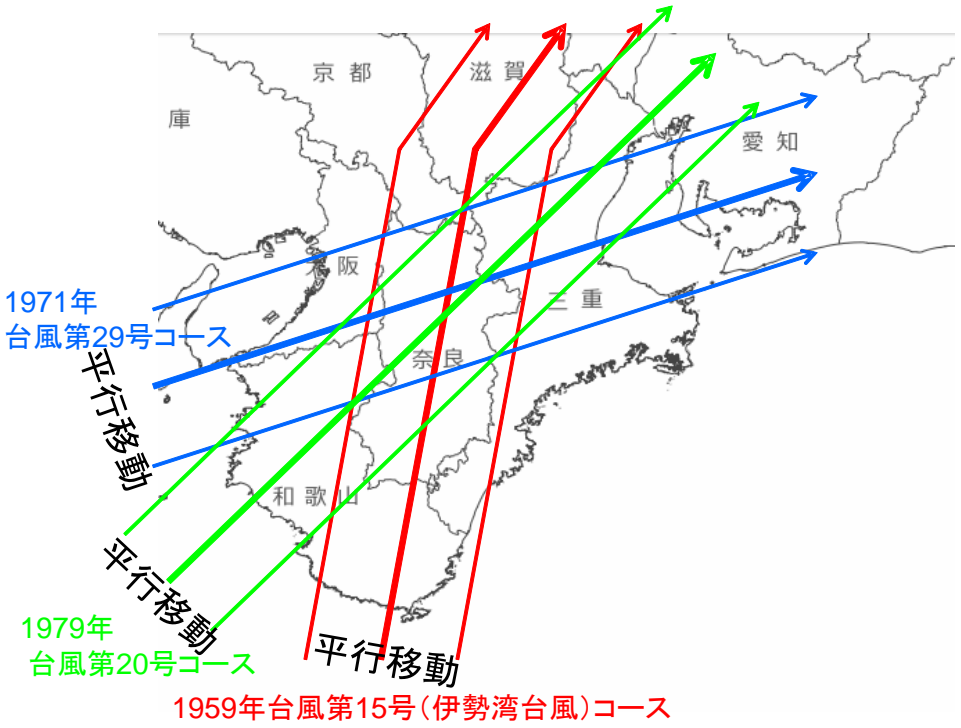 京都
滋賀
庫
愛知
大阪
1971年
台風第29号コース
三重
奈良
平行移動
和歌山
平行移動
1979年
台風第20号コース
平行移動
1959年台風第15号（伊勢湾台風）コース